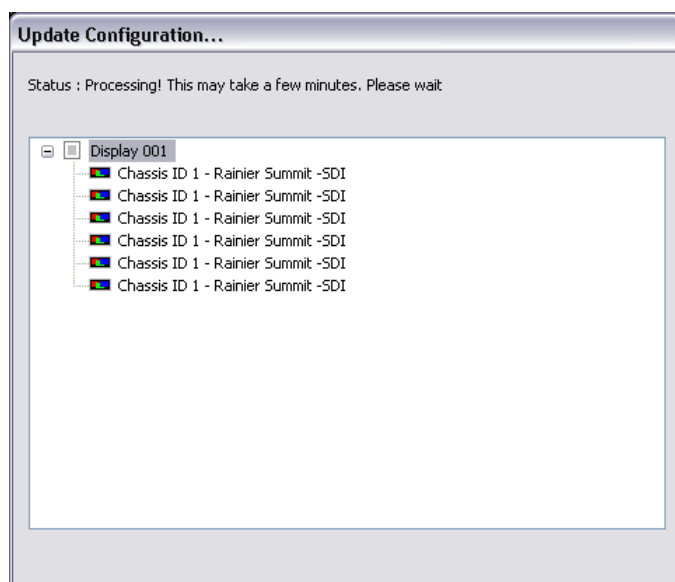 Update Configuration...
Status : Processing! This may take a few minutes. Please wait
Display 001
Chassis ID 1 - Rainier Summit -SDI
Chassis ID 1 - Rainier Summit -SDI
Chassis ID 1 - Rainier Summit -SDI
Chassis ID 1 - Rainier Summit -SDI
Chassis ID 1 - Rainier Summit -SDI
Chassis ID 1 - Rainier Summit -SDI